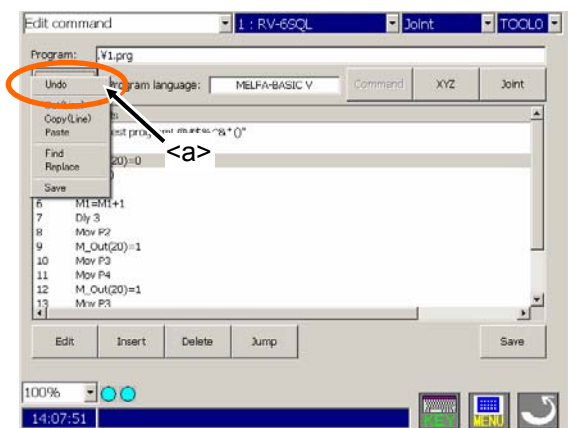 Edit command 1 : RV-6SQL Joint TOOL0
Program: .¥1.prg
Program language: MELFA-BASIC V Command XYZ Joint
Undo
Copy(Line)
Paste
Find
Replace
Save
<a>
20)=0
6 M1=M1+1
7 Dly 3
8 Mov P2
9 M_Out(20)=1
10 Mov P3
11 Mov P4
12 M_Out(20)=1
13 Mov P3
Edit Insert Delete Jump Save
100%
14:07:51 KEY MENU